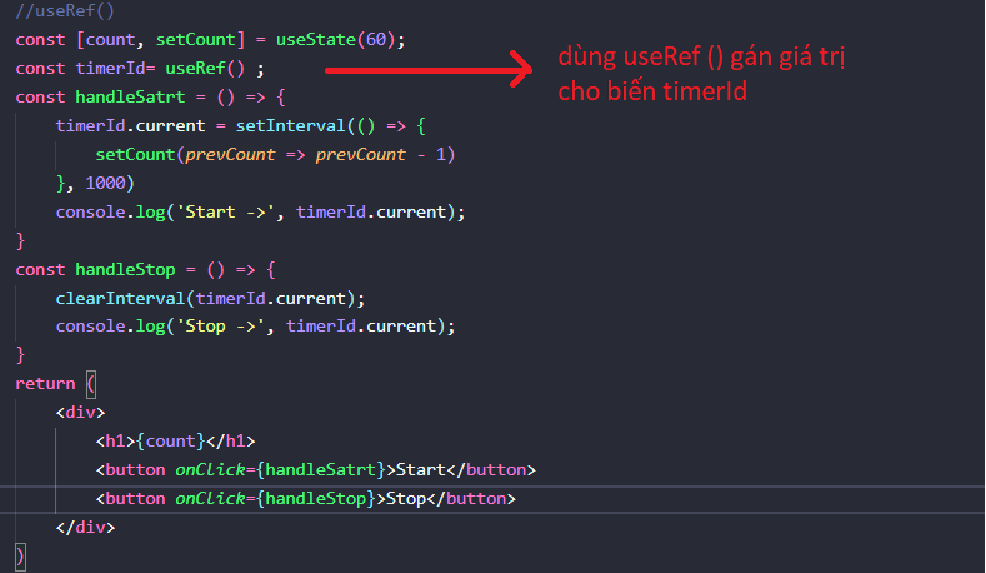 //useRef()
const [count, setCount] = useState(60);
const timerId= useRef() ;
dùng useRef () gán giá trị
cho biến timerId
const handleSatrt = () => {
timerId.current = setInterval(() => {
setCount(prevCount => prevCount - 1)
}, 1000)
console.log('Start ->', timerId.current);
}
const handleStop = () => {
clearInterval(timerId.current);
console.log('Stop ->', timerId.current);
}
return (
<div>
<h1>{count}</h1>
<button onClick={handleSatrt}>Start</button>
<button onClick={handleStop}>Stop</button>
</div>
)